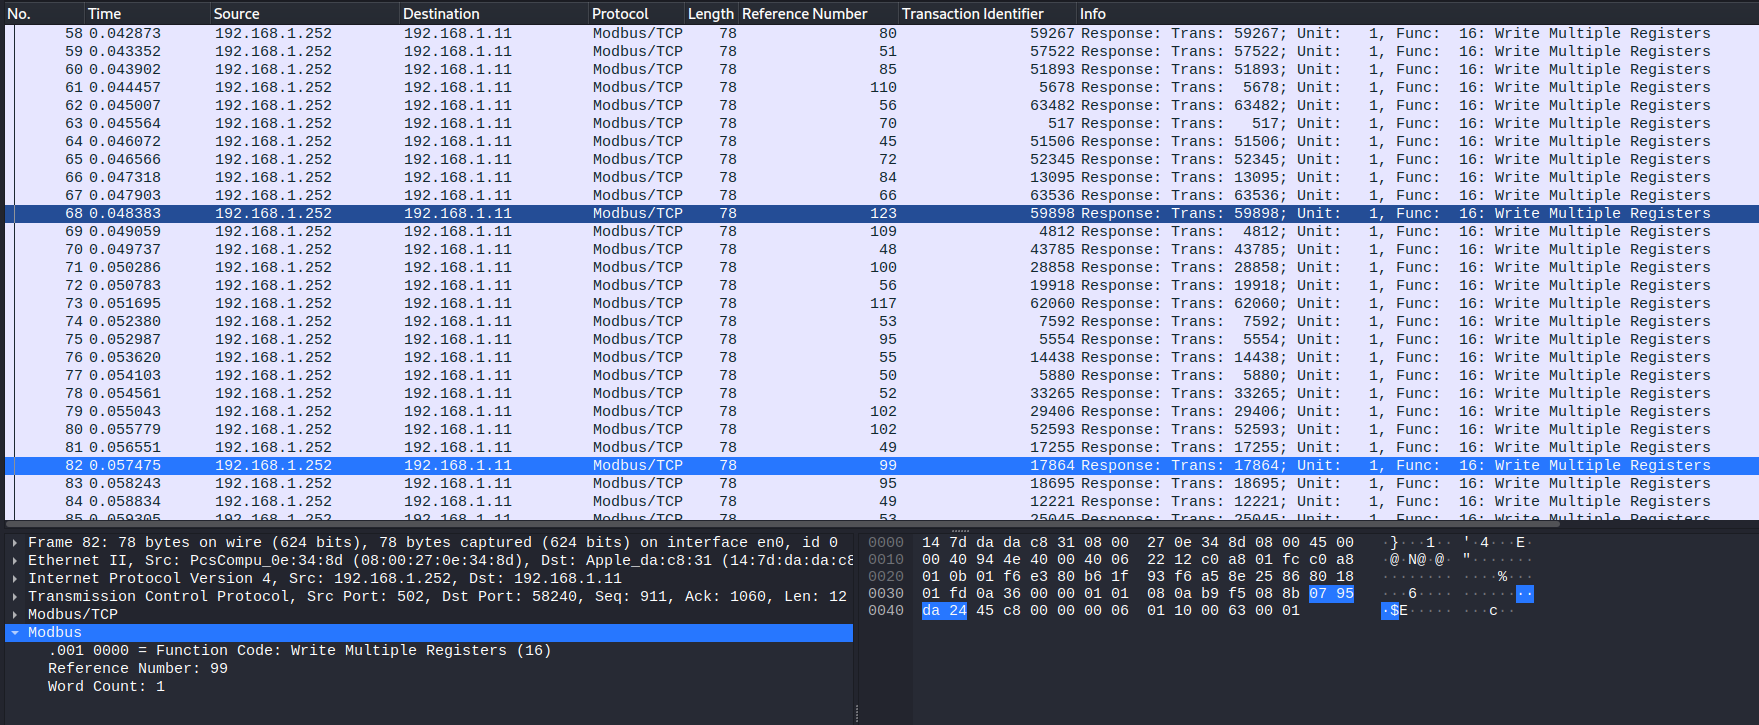 No. Time Source Destination Protocol Length Reference Number Transaction Identifier Info
58 0.042873 192.168.1.252 192.168.1.11 Modbus/TCP 78 80 59267 Response: Trans: 59267; Unit: 1, Func: 16: Write Multiple Registers
59 0.043352 192.168.1.252 192.168.1.11 Modbus/TCP 78 51 57522 Response: Trans: 57522; Unit: 1, Func: 16: Write Multiple Registers
60 0.043902 192.168.1.252 192.168.1.11 Modbus/TCP 78 85 51893 Response: Trans: 51893; Unit: 1, Func: 16: Write Multiple Registers
61 0.044457 192.168.1.252 192.168.1.11 Modbus/TCP 78 110 5678 Response: Trans: 5678; Unit: 1, Func: 16: Write Multiple Registers
62 0.045007 192.168.1.252 192.168.1.11 Modbus/TCP 78 56 63482 Response: Trans: 63482; Unit: 1, Func: 16: Write Multiple Registers
63 0.045564 192.168.1.252 192.168.1.11 Modbus/TCP 78 70 517 Response: Trans: 517; Unit: 1, Func: 16: Write Multiple Registers
64 0.046072 192.168.1.252 192.168.1.11 Modbus/TCP 78 45 51506 Response: Trans: 51506; Unit: 1, Func: 16: Write Multiple Registers
65 0.046566 192.168.1.252 192.168.1.11 Modbus/TCP 78 72 52345 Response: Trans: 52345; Unit: 1, Func: 16: Write Multiple Registers
66 0.047318 192.168.1.252 192.168.1.11 Modbus/TCP 78 84 13095 Response: Trans: 13095; Unit: 1, Func: 16: Write Multiple Registers
67 0.047903 192.168.1.252 192.168.1.11 Modbus/TCP 78 66 63536 Response: Trans: 63536; Unit: 1, Func: 16: Write Multiple Registers
68 0.048383 192.168.1.252 192.168.1.11 Modbus/TCP 78 123 59898 Response: Trans: 59898; Unit: 1, Func: 16: Write Multiple Registers
69 0.049059 192.168.1.252 192.168.1.11 Modbus/TCP 78 109 4812 Response: Trans: 4812; Unit: 1, Func: 16: Write Multiple Registers
70 0.049737 192.168.1.252 192.168.1.11 Modbus/TCP 78 48 43785 Response: Trans: 43785; Unit: 1, Func: 16: Write Multiple Registers
71 0.050286 192.168.1.252 192.168.1.11 Modbus/TCP 78 100 28858 Response: Trans: 28858; Unit: 1, Func: 16: Write Multiple Registers
72 0.050783 192.168.1.252 192.168.1.11 Modbus/TCP 78 56 19918 Response: Trans: 19918; Unit: 1, Func: 16: Write Multiple Registers
73 0.051695 192.168.1.252 192.168.1.11 Modbus/TCP 78 117 62060 Response: Trans: 62060; Unit: 1, Func: 16: Write Multiple Registers
74 0.052380 192.168.1.252 192.168.1.11 Modbus/TCP 78 53 7592 Response: Trans: 7592; Unit: 1, Func: 16: Write Multiple Registers
75 0.052987 192.168.1.252 192.168.1.11 Modbus/TCP 78 95 5554 Response: Trans: 5554; Unit: 1, Func: 16: Write Multiple Registers
76 0.053620 192.168.1.252 192.168.1.11 Modbus/TCP 78 55 14438 Response: Trans: 14438; Unit: 1, Func: 16: Write Multiple Registers
77 0.054103 192.168.1.252 192.168.1.11 Modbus/TCP 78 50 5880 Response: Trans: 5880; Unit: 1, Func: 16: Write Multiple Registers
78 0.054561 192.168.1.252 192.168.1.11 Modbus/TCP 78 52 33265 Response: Trans: 33265; Unit: 1, Func: 16: Write Multiple Registers
79 0.055043 192.168.1.252 192.168.1.11 Modbus/TCP 78 102 29406 Response: Trans: 29406; Unit: 1, Func: 16: Write Multiple Registers
80 0.055779 192.168.1.252 192.168.1.11 Modbus/TCP 78 102 52593 Response: Trans: 52593; Unit: 1, Func: 16: Write Multiple Registers
81 0.056551 192.168.1.252 192.168.1.11 Modbus/TCP 78 49 17255 Response: Trans: 17255; Unit: 1, Func: 16: Write Multiple Registers
82 0.057475 192.168.1.252 192.168.1.11 Modbus/TCP 78 99 17864 Response: Trans: 17864; Unit: 1, Func: 16: Write Multiple Registers
83 0.058243 192.168.1.252 192.168.1.11 Modbus/TCP 78 95 18695 Response: Trans: 18695; Unit: 1, Func: 16: Write Multiple Registers
84 0.058834 192.168.1.252 192.168.1.11 Modbus/TCP 78 49 12221 Response: Trans: 12221; Unit: 1, Func: 16: Write Multiple Registers
85 0.059305 192.168.1.252 192.168.1.11 Modbus/TCP 78 53 25045 Response: Trans: 25045; Unit: 1, Func: 16: Write Multiple Registers
Frame 82: 78 bytes on wire (624 bits), 78 bytes captured (624 bits) on interface en0, id 0
Ethernet II, Src: PcsCompu_0e:34:8d (08:00:27:0e:34:8d), Dst: Apple_da:c8:31 (14:7d:da:da:c8
Internet Protocol Version 4, Src: 192.168.1.252, Dst: 192.168.1.11
Transmission Control Protocol, Src Port: 502, Dst Port: 58240, Seq: 911, Ack: 1060, Len: 12
Modbus/TCP
Modbus
.001 0000 = Function Code: Write Multiple Registers (16)
Reference Number: 99
Word Count: 1
0000 14 7d da da c8 31 08 00 27 0e 34 8d 08 00 45 00 ·}···1·· '·4···E·
0010 00 40 94 4e 40 00 40 06 22 12 c0 a8 01 fc c0 a8 ·@·N@·@· "·······
0020 01 0b 01 f6 e3 80 b6 1f 93 f6 a5 8e 25 86 80 18 ········ ····%···
0030 01 fd 0a 36 00 00 01 01 08 0a b9 f5 08 8b 07 95 ···6···· ········
0040 da 24 45 c8 00 00 00 06 01 10 00 63 00 01 ·$E····· ···c··